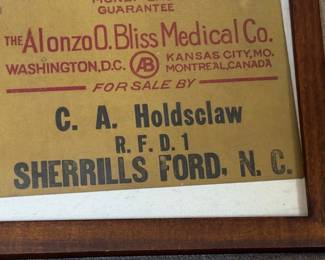 GUARANTEE
THE Alonzo O. Bliss Medical Co.
WASHINGTON, D.C. AB KANSAS CITY, MO.
MONTREAL, CANADA
FOR SALE BY
C. A. Holdsclaw
R. F. D. 1
SHERRILLS FORD, N. C.